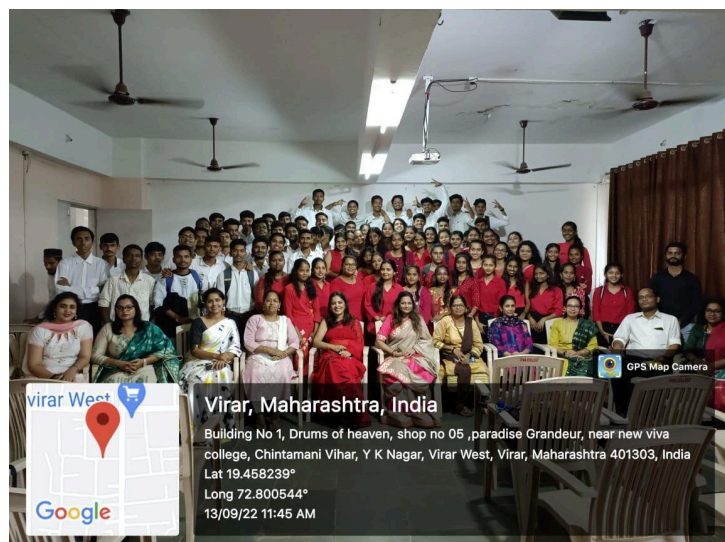 GPS Map Camera
virar West
Google
Virar, Maharashtra, India
Building No 1, Drums of heaven, shop no 05 ,paradise Grandeur, near new viva
college, Chintamani Vihar, Y K Nagar, Virar West, Virar, Maharashtra 401303, India
Lat 19.458239°
Long 72.800544°
13/09/22 11:45 AM